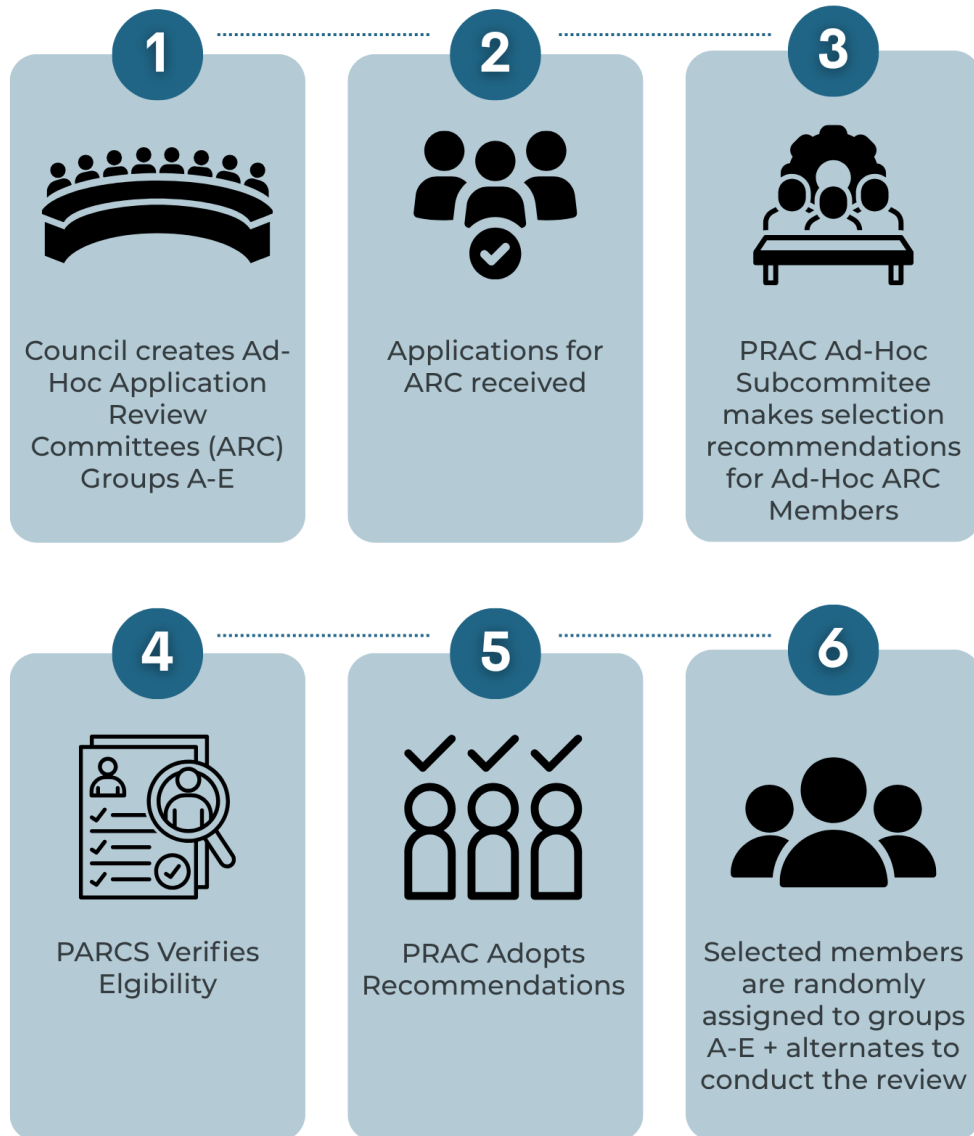 1
Council creates Ad-
Hoc Application
Review
Committees (ARC)
Groups A-E
2
Applications for
ARC received
3
PRAC Ad-Hoc
Subcommitee
makes selection
recommendations
for Ad-Hoc ARC
Members
4
PARCS Verifies
Elgibility
5
PRAC Adopts
Recommendations
6
Selected members
are randomly
assigned to groups
A-E + alternates to
conduct the review